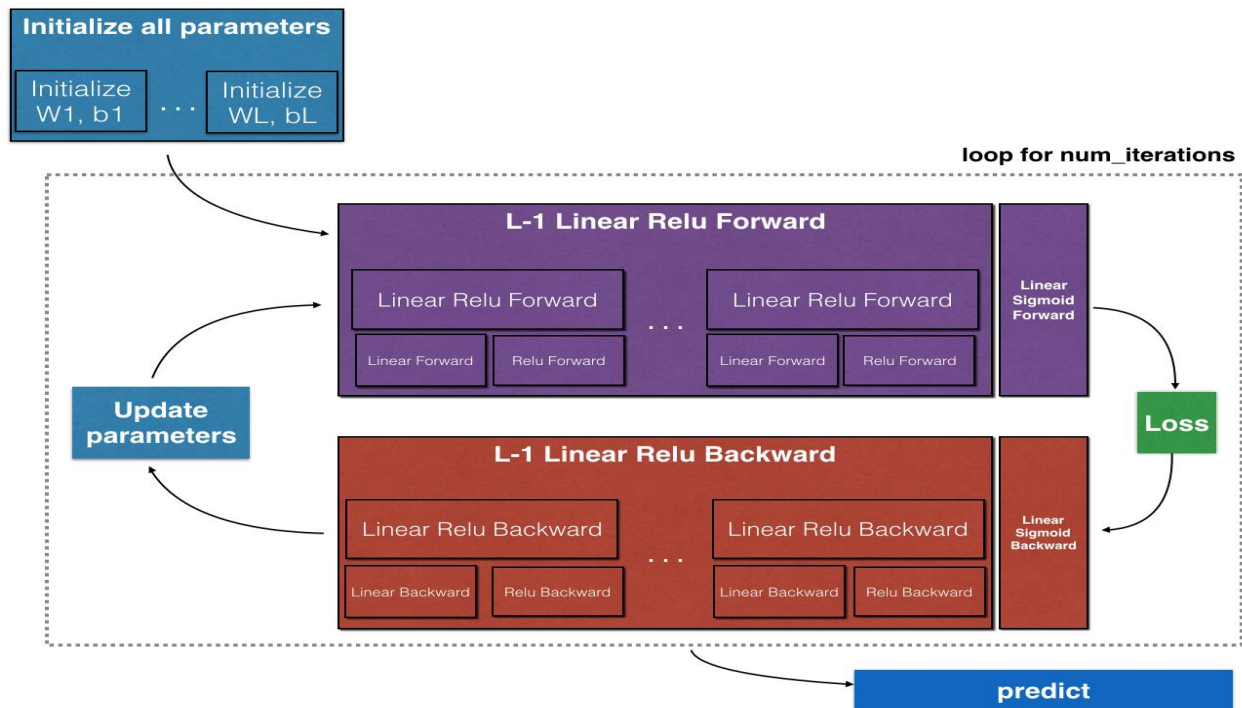 Initialize all parameters
Initialize
W1, b1
. . .
Initialize
WL, bL
loop for num_iterations
L-1 Linear Relu Forward
Linear Relu Forward
Linear Forward
Relu Forward
. . .
Linear Relu Forward
Linear Forward
Relu Forward
Linear
Sigmoid
Forward
Update
parameters
Loss
L-1 Linear Relu Backward
Linear Relu Backward
Linear Backward
Relu Backward
. . .
Linear Relu Backward
Linear Backward
Relu Backward
Linear
Sigmoid
Backward
predict